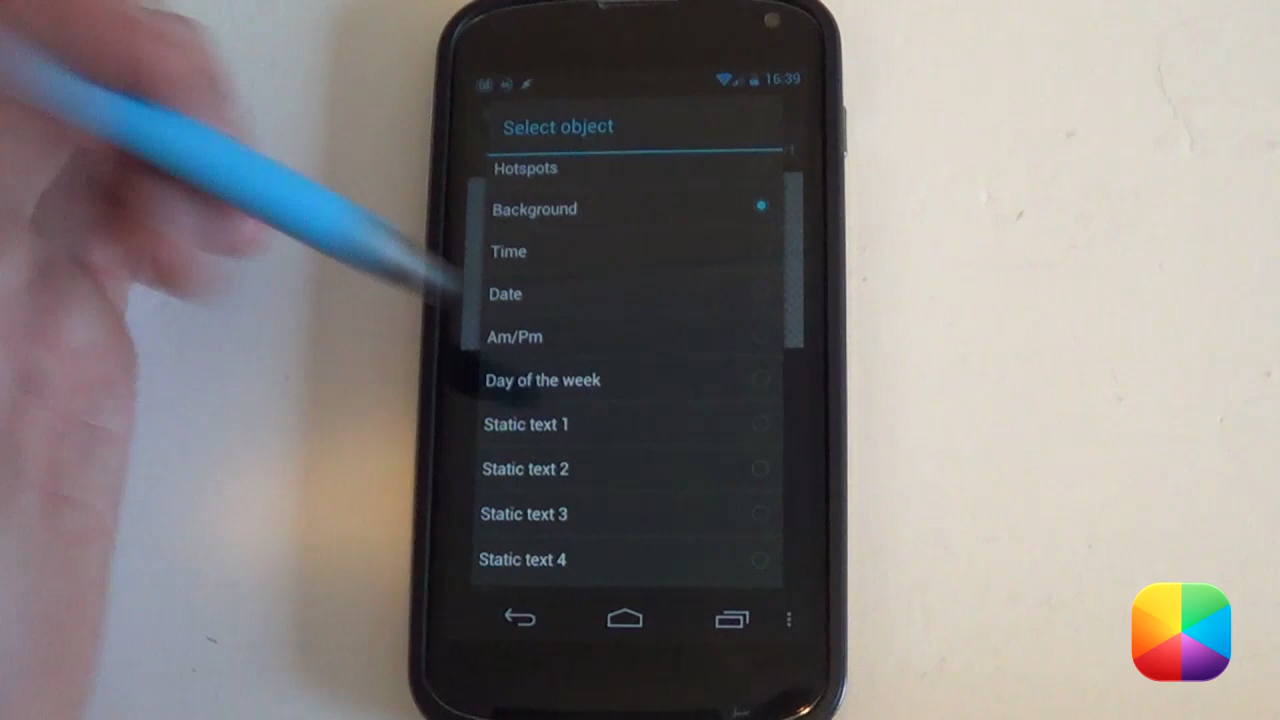 16:39
Select object
Hotspots
Background
Time
Date
Am/Pm
Day of the week
Static text 1
Static text 2
Static text 3
Static text 4